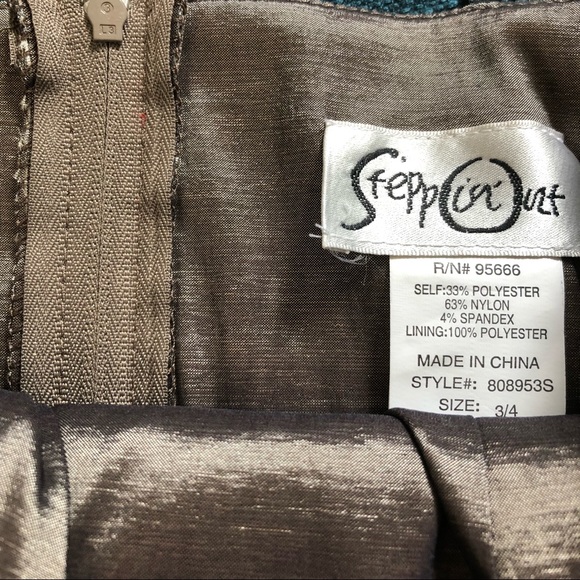 Steppin Out
R/N# 95666
SELF:33% POLYESTER
63% NYLON
4% SPANDEX
LINING:100% POLYESTER
MADE IN CHINA
STYLE#: 808953S
SIZE: 3/4